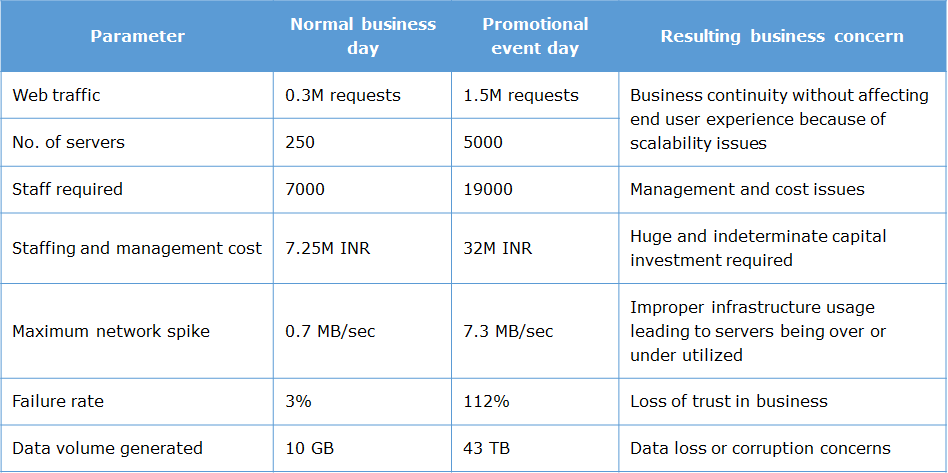 Parameter
Normal business
day
Promotional
event day
Resulting business concern
Web traffic
0.3M requests
1.5M requests
Business continuity without affecting
end user experience because of
scalability issues
No. of servers
250
5000
Staff required
7000
19000
Management and cost issues
Staffing and management cost
7.25M INR
32M INR
Huge and indeterminate capital
investment required
Maximum network spike
0.7 MB/sec
7.3 MB/sec
Improper infrastructure usage
leading to servers being over or
under utilized
Failure rate
3%
112%
Loss of trust in business
Data volume generated
10 GB
43 TB
Data loss or corruption concerns